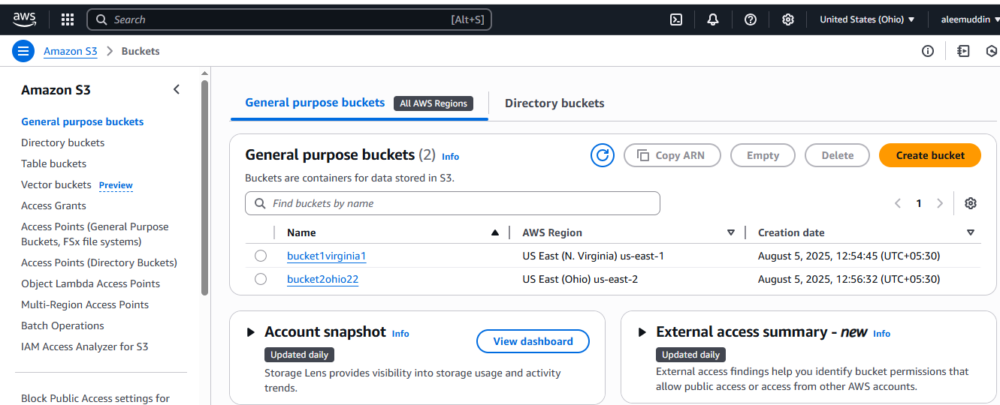 aws Search [Alt+S] United States (Ohio) aleemuddin
Amazon S3 Buckets
Amazon S3
General purpose buckets
Directory buckets
Table buckets
Vector buckets Preview
Access Grants
Access Points (General Purpose
Buckets, FSx file systems)
Access Points (Directory Buckets)
Object Lambda Access Points
Multi-Region Access Points
Batch Operations
IAM Access Analyzer for S3
Block Public Access settings for
General purpose buckets All AWS Regions Directory buckets
General purpose buckets (2) Info Copy ARN Empty Delete Create bucket
Buckets are containers for data stored in S3.
Find buckets by name 1
Name AWS Region Creation date
bucket1virginia1 US East (N. Virginia) us-east-1 August 5, 2025, 12:54:45 (UTC+05:30)
bucket2ohio22 US East (Ohio) us-east-2 August 5, 2025, 12:56:32 (UTC+05:30)
Account snapshot Info View dashboard
Updated daily
Storage Lens provides visibility into storage usage and activity
trends.
External access summary - new Info
Updated daily
External access findings help you identify bucket permissions that
allow public access or access from other AWS accounts.